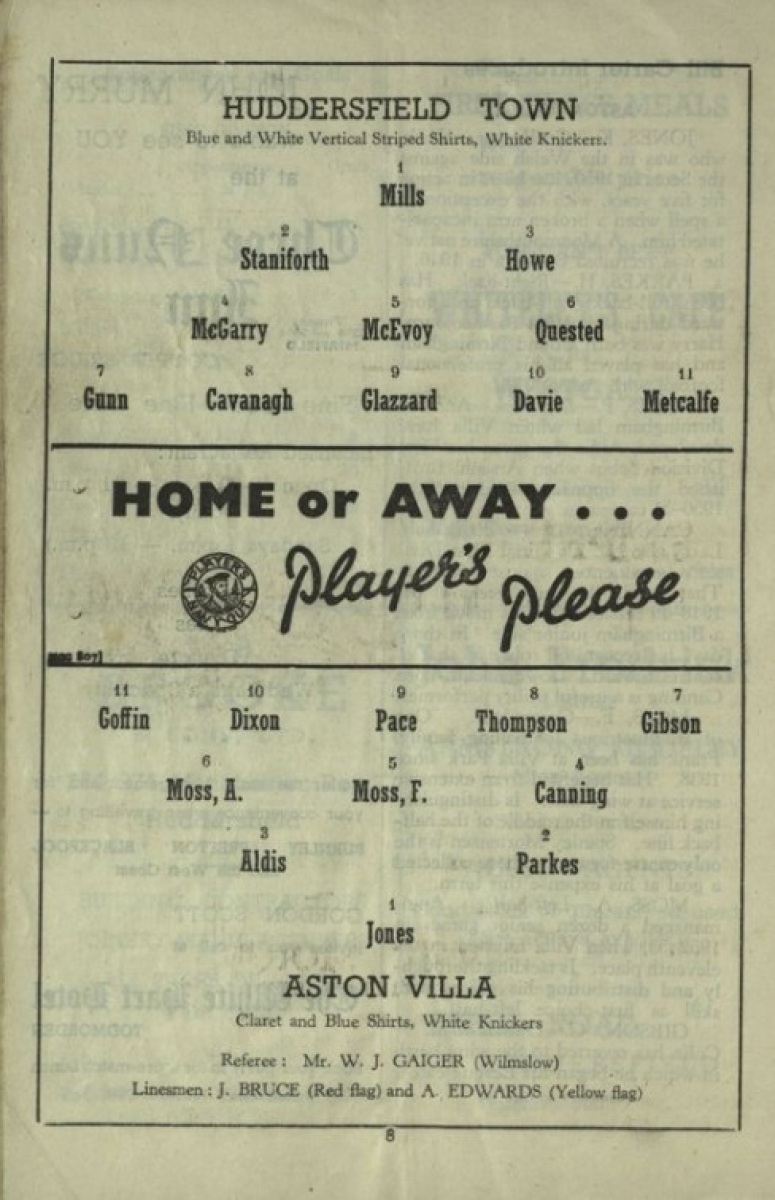 HUDDERSFIELD TOWN
Blue and White Vertical Striped Shirts, White Knickers.
1
Mills
2 3
Staniforth Howe
4 5 6
McGarry McEvoy Quested
7 8 9 10 11
Gunn Cavanagh Glazzard Davie Metcalfe
HOME or AWAY . . .
PLAYER'S NAVY CUT
Player's Please
11 10 9 8 7
Goffin Dixon Pace Thompson Gibson
6 5 4
Moss, A. Moss, F. Canning
3 2
Aldis Parkes
1
Jones
ASTON VILLA
Claret and Blue Shirts, White Knickers
Referee : Mr. W. J. GAIGER (Wilmslow)
Linesmen : J. BRUCE (Red flag) and A. EDWARDS (Yellow flag)
8